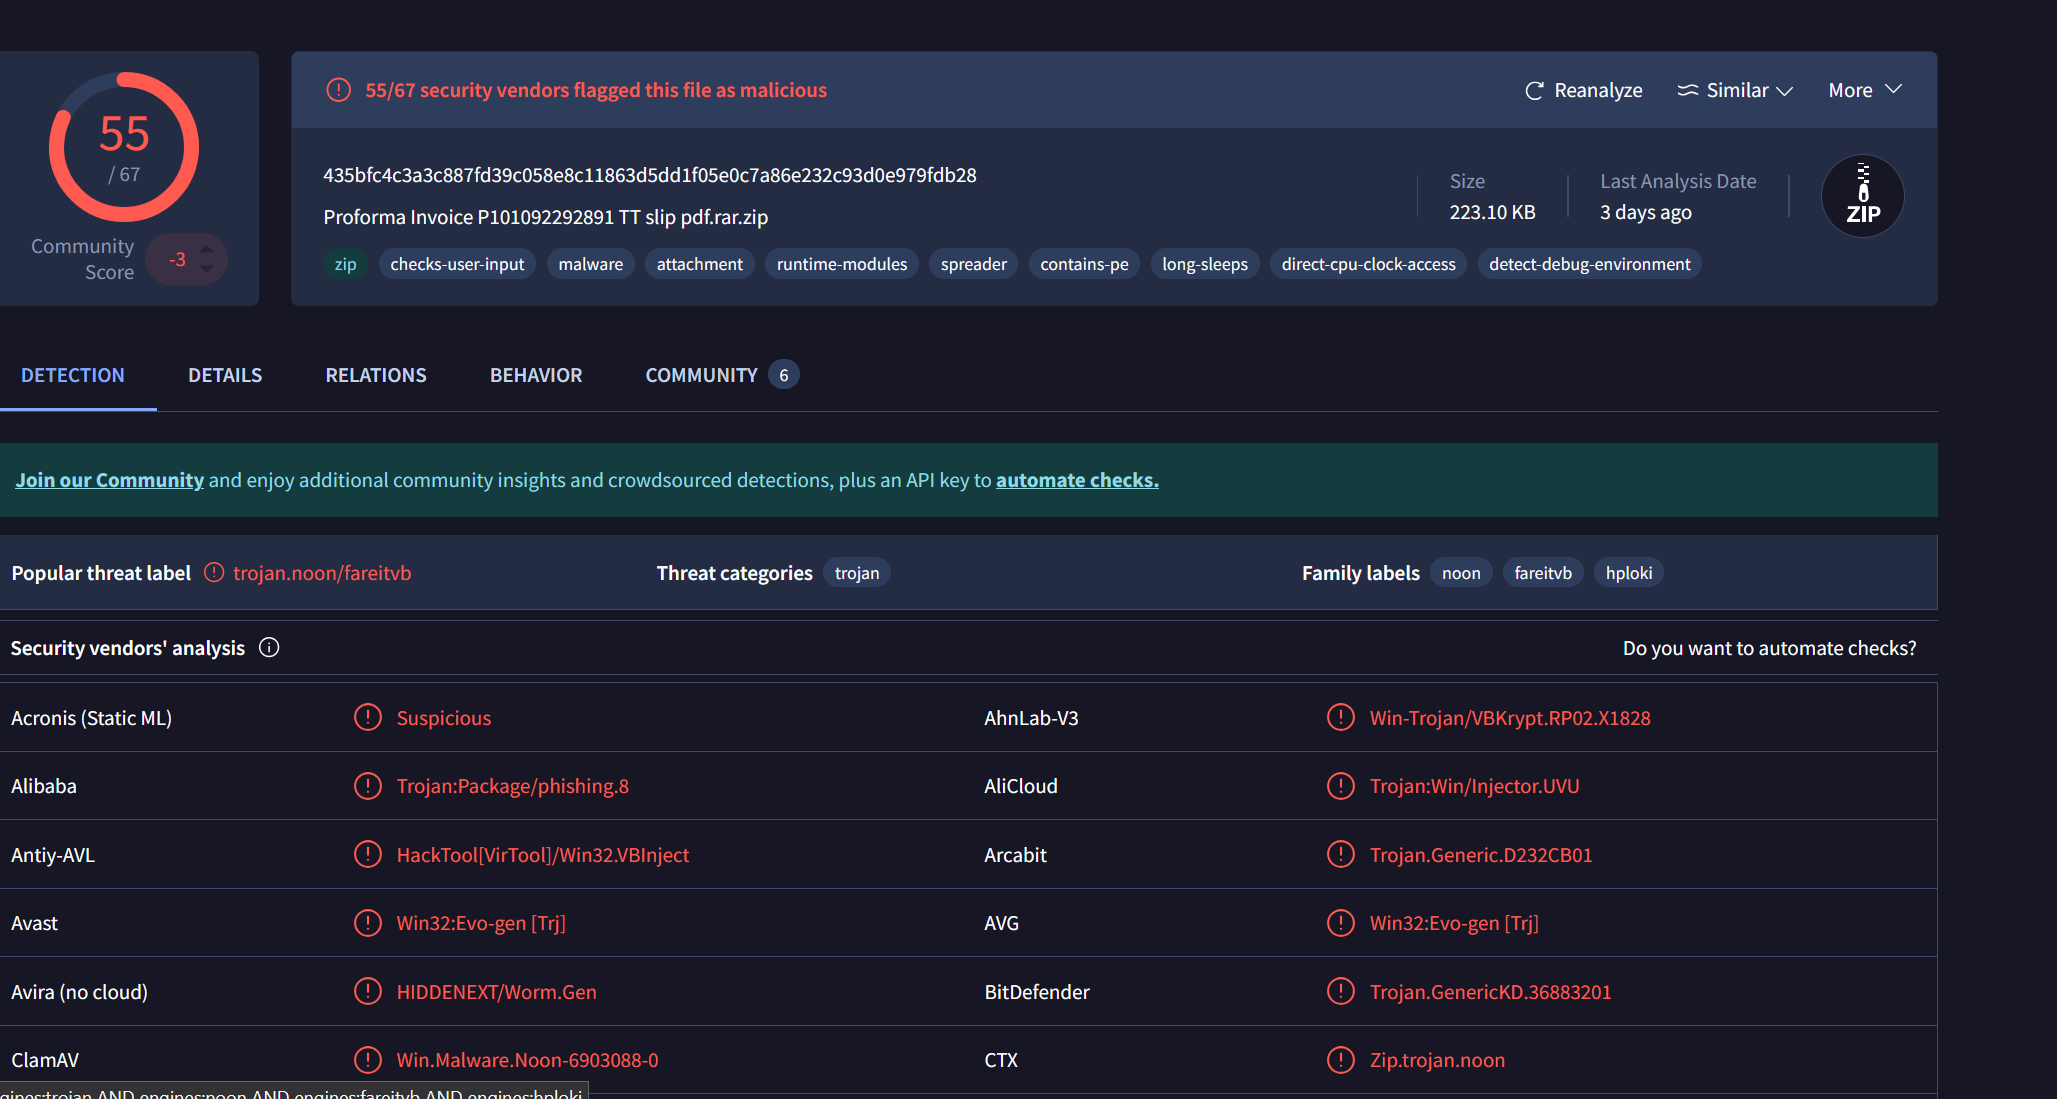 55
/ 67
Community Score
-3
55/67 security vendors flagged this file as malicious
Reanalyze
Similar
More
435bfc4c3a3c887fd39c058e8c11863d5dd1f05e0c7a86e232c93d0e979fdb28
Proforma Invoice P101092292891 TT slip pdf.rar.zip
zip checks-user-input malware attachment runtime-modules spreader contains-pe long-sleeps direct-cpu-clock-access detect-debug-environment
Size
223.10 KB
Last Analysis Date
3 days ago
ZIP
DETECTION DETAILS RELATIONS BEHAVIOR COMMUNITY 6
Join our Community and enjoy additional community insights and crowdsourced detections, plus an API key to automate checks.
Popular threat label trojan.noon/fareitvb Threat categories trojan Family labels noon fareitvb hploki
Security vendors' analysis Do you want to automate checks?
Acronis (Static ML) Suspicious AhnLab-V3 Win-Trojan/VBKrypt.RP02.X1828
Alibaba Trojan:Package/phishing.8 AliCloud Trojan:Win/Injector.UVU
Antiy-AVL HackTool[VirTool]/Win32.VBInject Arcabit Trojan.Generic.D232CB01
Avast Win32:Evo-gen [Trj] AVG Win32:Evo-gen [Trj]
Avira (no cloud) HIDDENEXT/Worm.Gen BitDefender Trojan.GenericKD.36883201
ClamAV Win.Malware.Noon-6903088-0 CTX Zip.trojan.noon
gines:trojan AND engines:noon AND engines:fareitvb AND engines:hploki